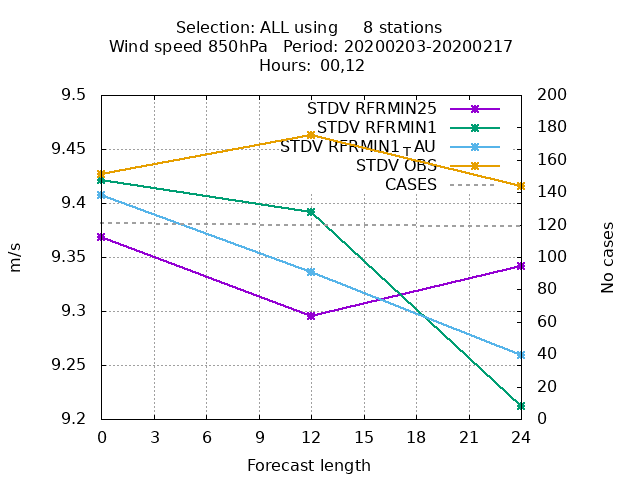 Selection: ALL using     8 stations
Wind speed 850hPa   Period: 20200203-20200217
Hours: 00,12
STDV RFRMIN25
STDV RFRMIN1
STDV RFRMIN1_AU
STDV OBS
CASES
9.5
9.45
9.4
9.35
9.3
9.25
9.2
m/s
200
180
160
140
120
100
80
60
40
20
0
No cases
0 3 6 9 12 15 18 21 24
Forecast length